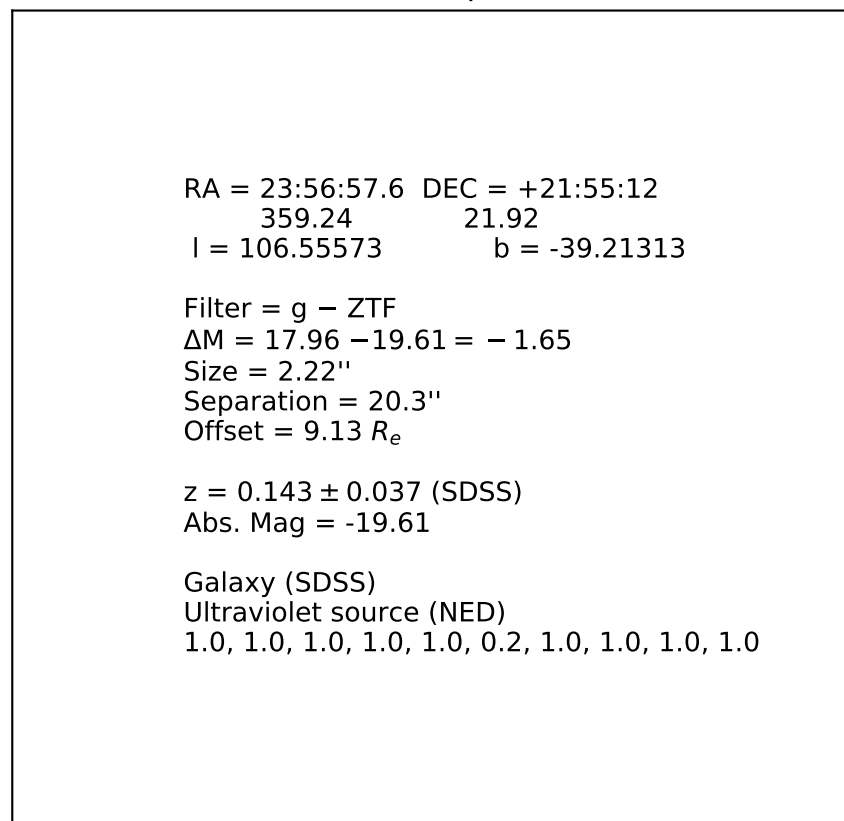 RA = 23:56:57.6 DEC = +21:55:12
359.24 21.92
l = 106.55573 b = -39.21313
Filter = g − ZTF
ΔM = 17.96 −19.61 = − 1.65
Size = 2.22''
Separation = 20.3''
Offset = 9.13 Rₑ
z = 0.143 ± 0.037 (SDSS)
Abs. Mag = -19.61
Galaxy (SDSS)
Ultraviolet source (NED)
1.0, 1.0, 1.0, 1.0, 1.0, 0.2, 1.0, 1.0, 1.0, 1.0